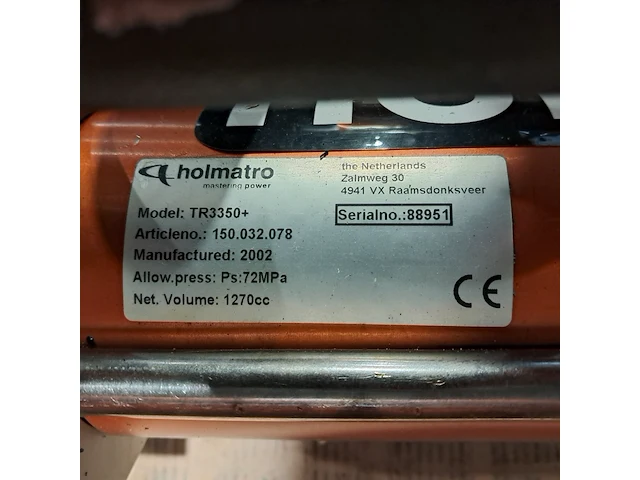 holmatro
mastering power
the Netherlands
Zalmweg 30
4941 VX Raamsdonksveer
Model: TR3350+
Serialno.:88951
Articleno.: 150.032.078
Manufactured: 2002
Allow.press: Ps:72MPa
Net. Volume: 1270cc
CE